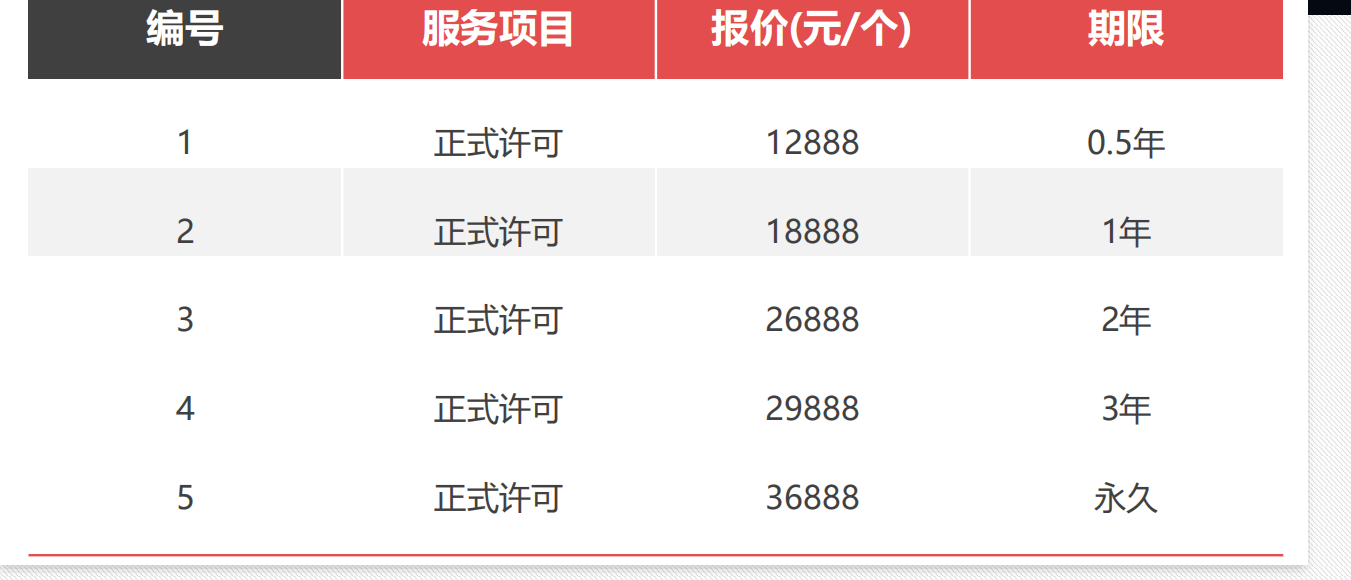 编号 服务项目 报价(元/个) 期限
1 正式许可 12888 0.5年
2 正式许可 18888 1年
3 正式许可 26888 2年
4 正式许可 29888 3年
5 正式许可 36888 永久